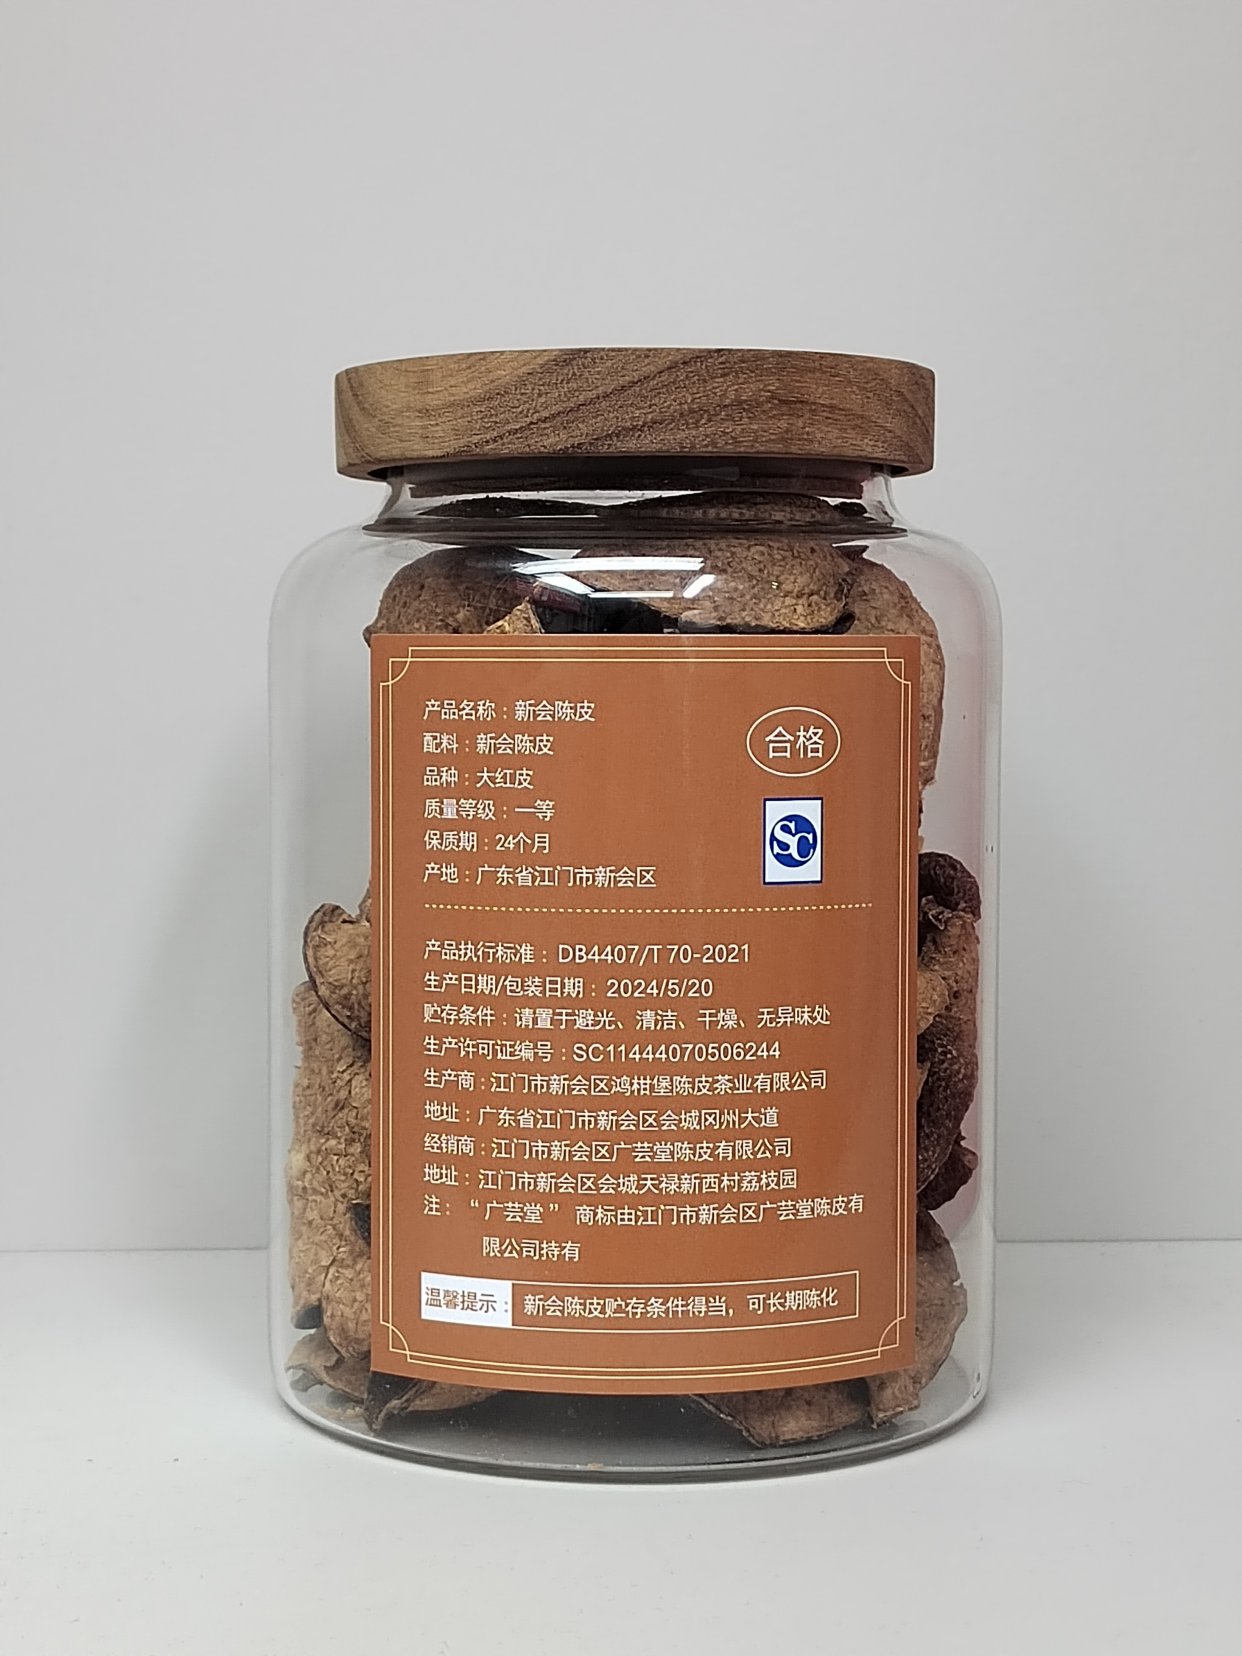 产品名称：新会陈皮
配料：新会陈皮
品种：大红皮
质量等级：一等
保质期：24个月
产地：广东省江门市新会区
合格
SC
产品执行标准：DB4407/T 70-2021
生产日期/包装日期：2024/5/20
贮存条件：请置于避光、清洁、干燥、无异味处
生产许可证编号：SC11444070506244
生产商：江门市新会区鸿柑堡陈皮茶业有限公司
地址：广东省江门市新会区会城冈州大道
经销商：江门市新会区广芸堂陈皮有限公司
地址：江门市新会区会城天禄新西村荔枝园
注：“广芸堂” 商标由江门市新会区广芸堂陈皮有
限公司持有
温馨提示：新会陈皮贮存条件得当，可长期陈化